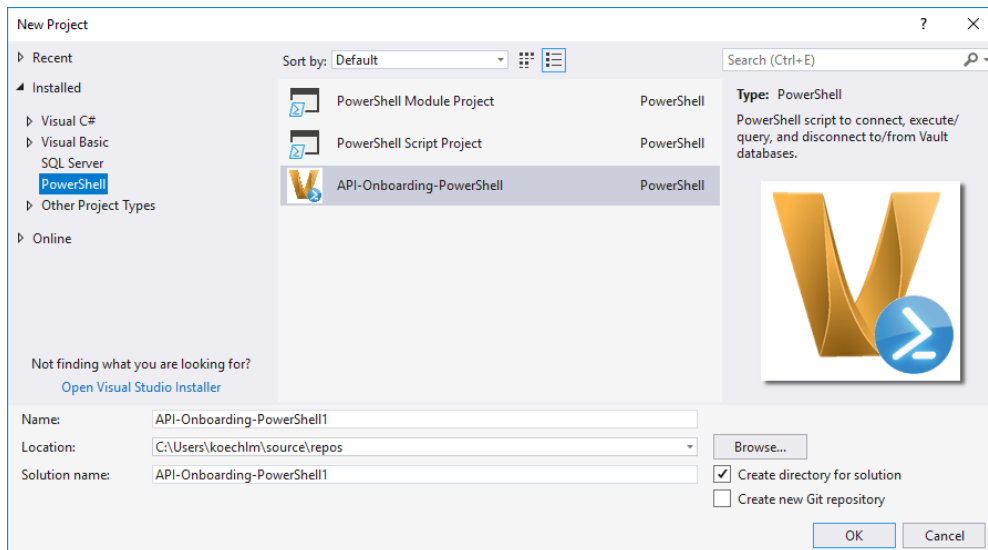 New Project
?
Recent
Installed
Visual C#
Visual Basic
SQL Server
PowerShell
Other Project Types
Online
Not finding what you are looking for?
Open Visual Studio Installer
Sort by: Default
PowerShell Module Project PowerShell
PowerShell Script Project PowerShell
API-Onboarding-PowerShell PowerShell
Search (Ctrl+E)
Type: PowerShell
PowerShell script to connect, execute/
query, and disconnect to/from Vault
databases.
Name: API-Onboarding-PowerShell1
Location: C:\Users\koechlm\source\repos
Browse...
Solution name: API-Onboarding-PowerShell1
Create directory for solution
Create new Git repository
OK Cancel